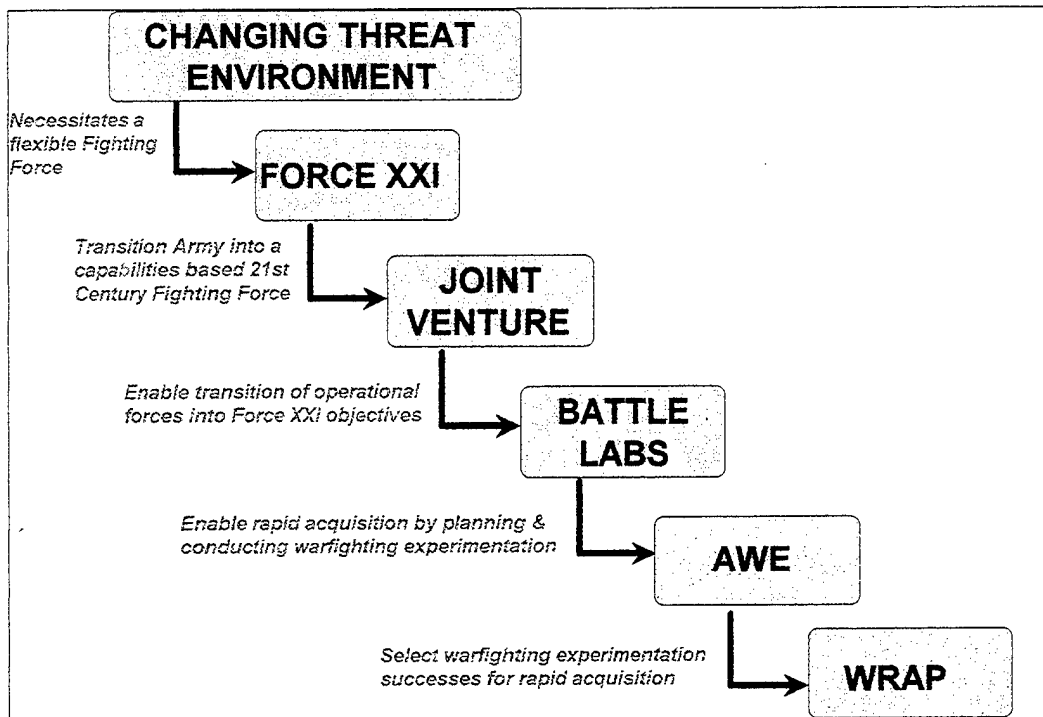 CHANGING THREAT
ENVIRONMENT
Necessitates a
flexible Fighting
Force
FORCE XXI
Transition Army into a
capabilities based 21st
Century Fighting Force
JOINT
VENTURE
Enable transition of operational
forces into Force XXI objectives
BATTLE
LABS
Enable rapid acquisition by planning &
conducting warfighting experimentation
AWE
Select warfighting experimentation
successes for rapid acquisition
WRAP